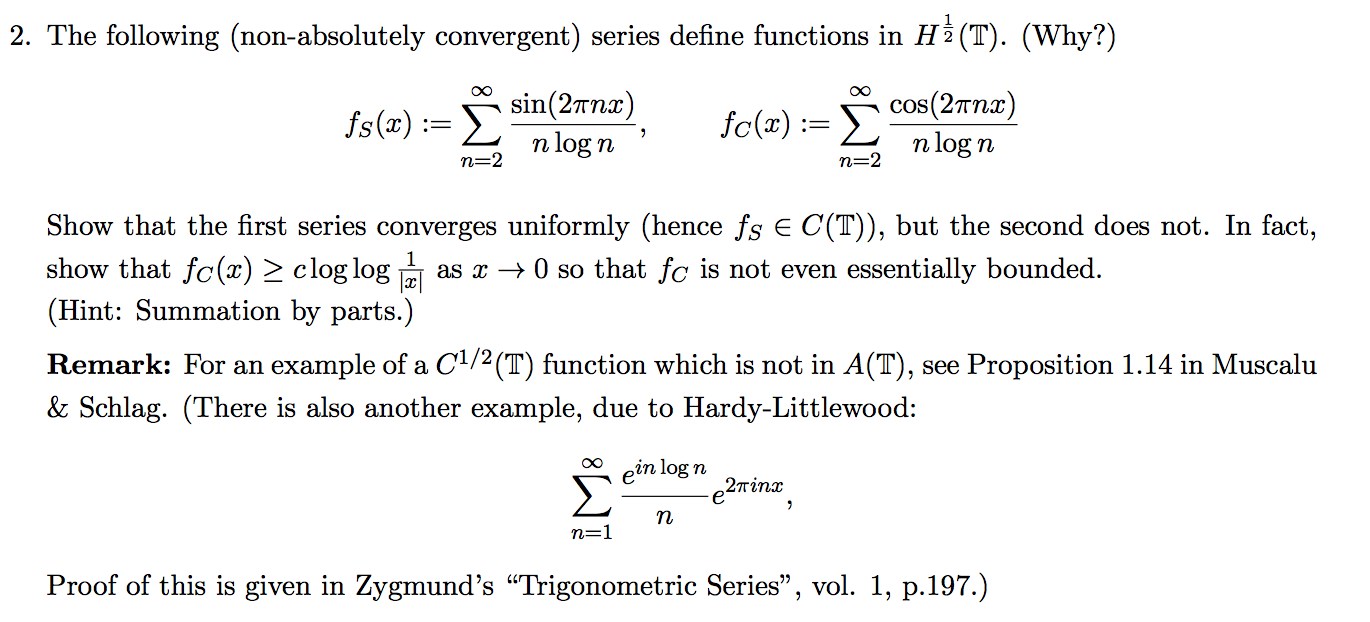 2. The following (non-absolutely convergent) series define functions in $H^{\frac{1}{2}}(\mathbb{T})$. (Why?)
$f_S(x) := \sum_{n=2}^{\infty} \frac{\sin(2\pi nx)}{n \log n}, \qquad f_C(x) := \sum_{n=2}^{\infty} \frac{\cos(2\pi nx)}{n \log n}$
Show that the first series converges uniformly (hence $f_S \in C(\mathbb{T})$), but the second does not. In fact,
show that $f_C(x) \geq c \log \log \frac{1}{|x|}$ as $x \to 0$ so that $f_C$ is not even essentially bounded.
(Hint: Summation by parts.)
Remark: For an example of a $C^{1/2}(\mathbb{T})$ function which is not in $A(\mathbb{T})$, see Proposition 1.14 in Muscalu
& Schlag. (There is also another example, due to Hardy-Littlewood:
$\sum_{n=1}^{\infty} \frac{e^{in \log n}}{n} e^{2\pi inx},$
Proof of this is given in Zygmund's "Trigonometric Series", vol. 1, p.197.)